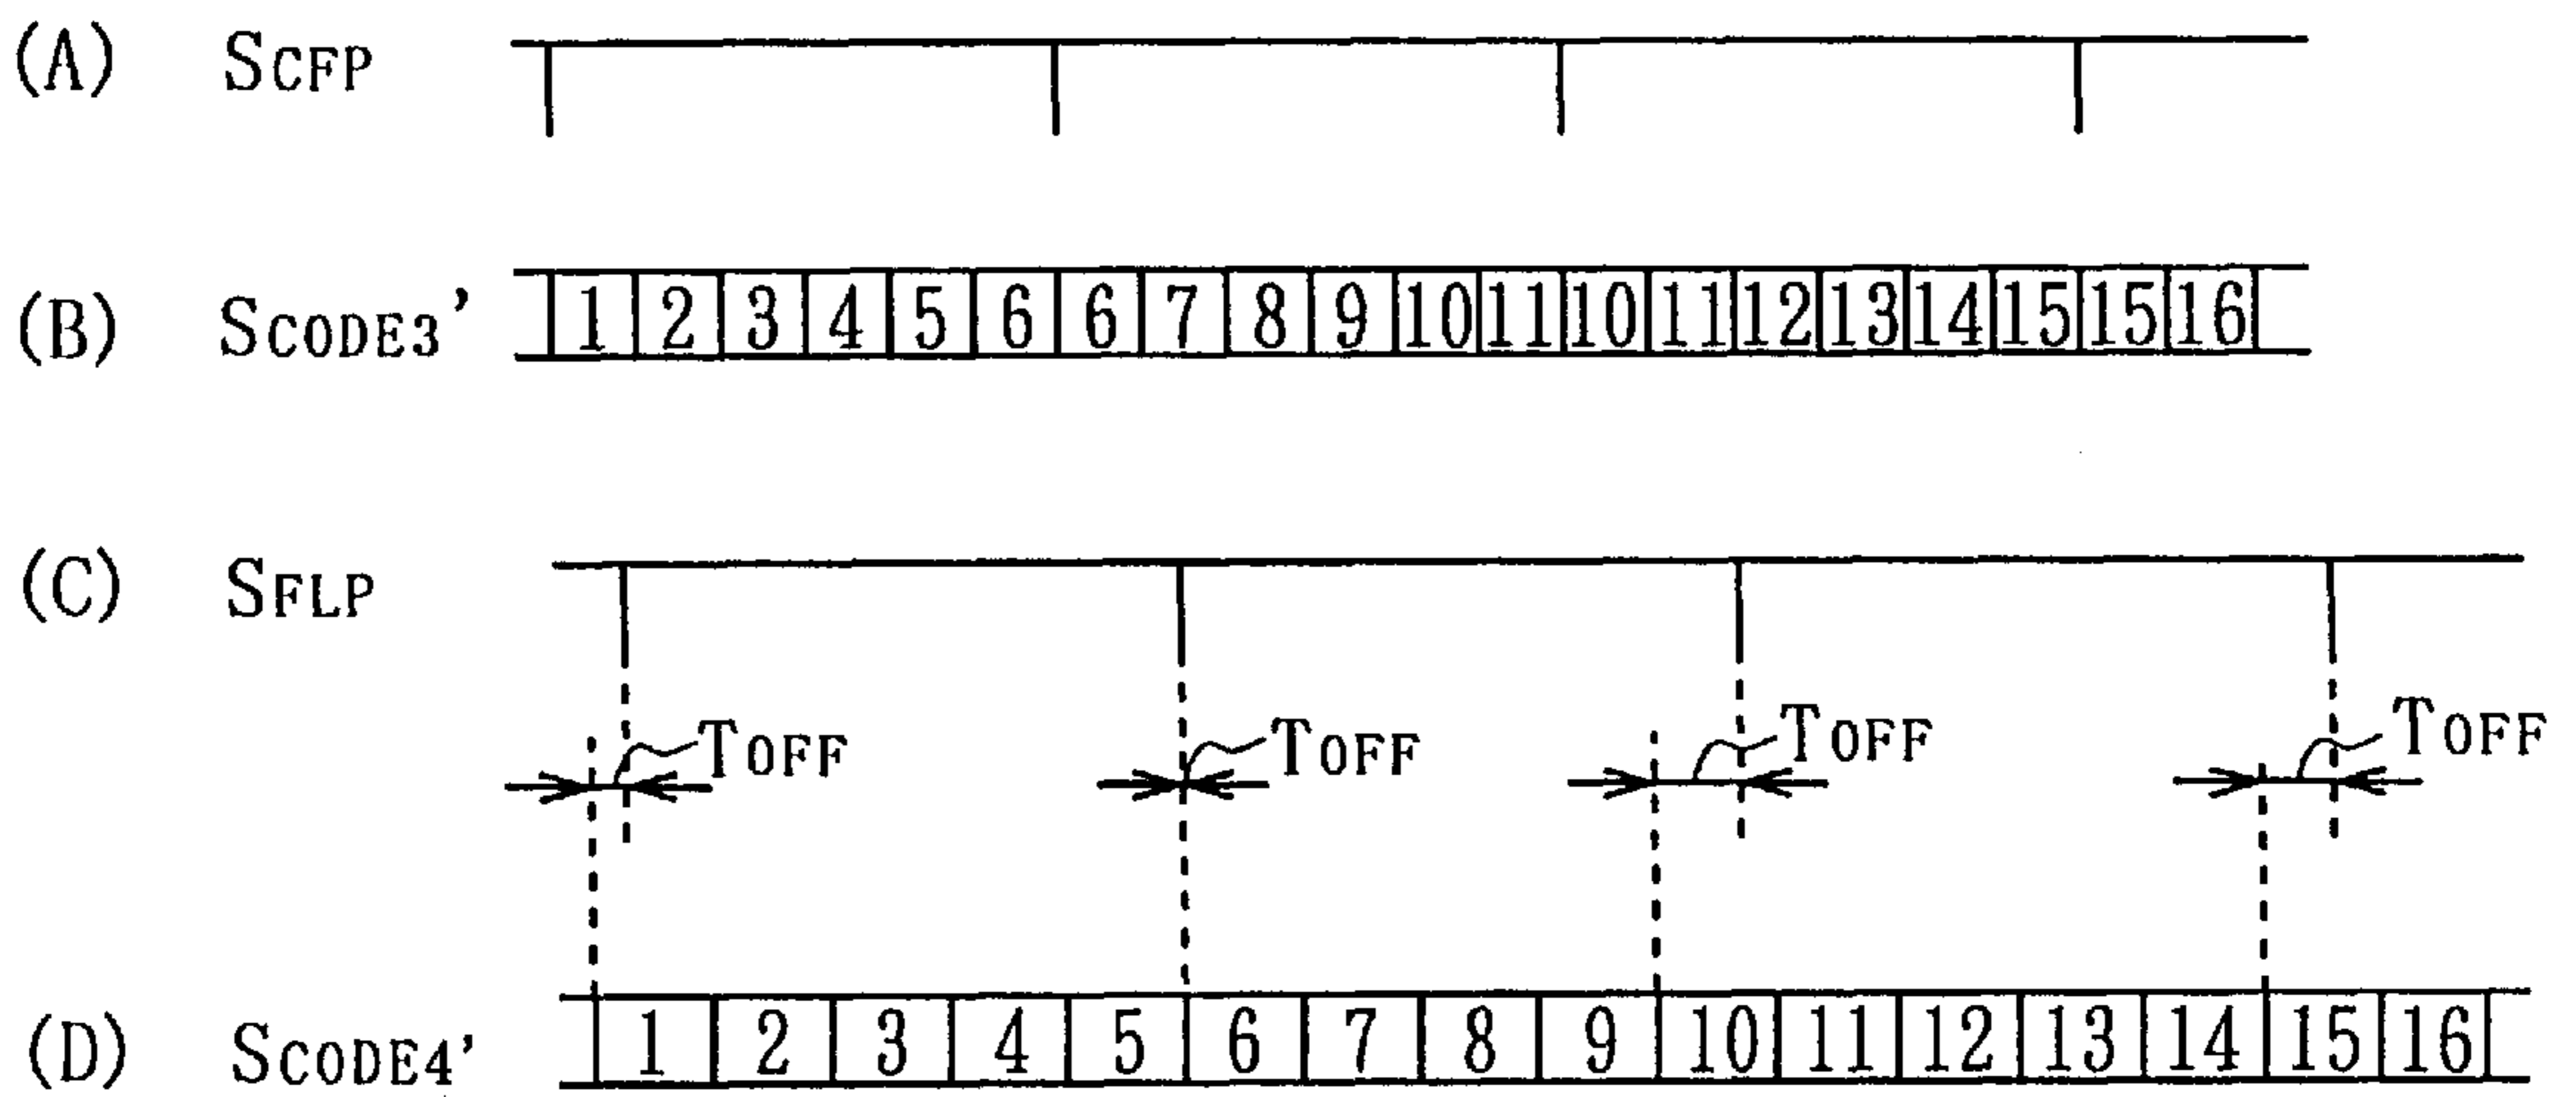 (A) SCFP
(B) SCODE3' 1 2 3 4 5 6 6 7 8 9 10 11 10 11 12 13 14 15 15 16
(C) SFLP
TOFF TOFF TOFF TOFF
(D) SCODE4' 1 2 3 4 5 6 7 8 9 10 11 12 13 14 15 16